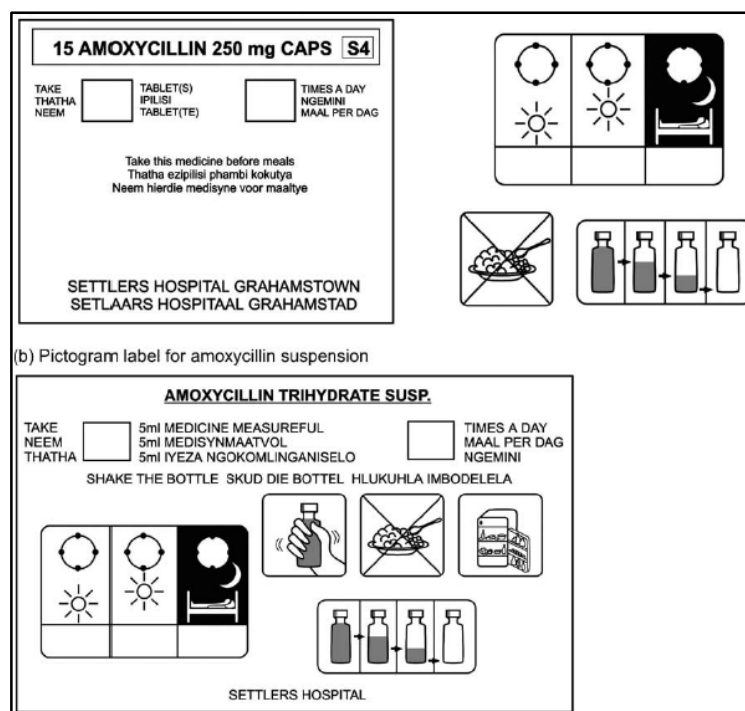 15 AMOXYCILLIN 250 mg CAPS S4
TAKE TABLET(S) TIMES A DAY
THATHA IPILISI NGEMINI
NEEM TABLET(TE) MAAL PER DAG
Take this medicine before meals
Thatha ezipilisi phambi kokutya
Neem hierdie medisyne voor maaltye
SETTLERS HOSPITAL GRAHAMSTOWN
SETLAARS HOSPITAAL GRAHAMSTAD
(b) Pictogram label for amoxycillin suspension
AMOXYCILLIN TRIHYDRATE SUSP.
TAKE 5ml MEDICINE MEASUREFUL TIMES A DAY
NEEM 5ml MEDISYNMAATVOL MAAL PER DAG
THATHA 5ml IYEZA NGOKOMLINGANISELO NGEMINI
SHAKE THE BOTTLE SKUD DIE BOTTEL HLUKUHLA IMBODELELA
SETTLERS HOSPITAL